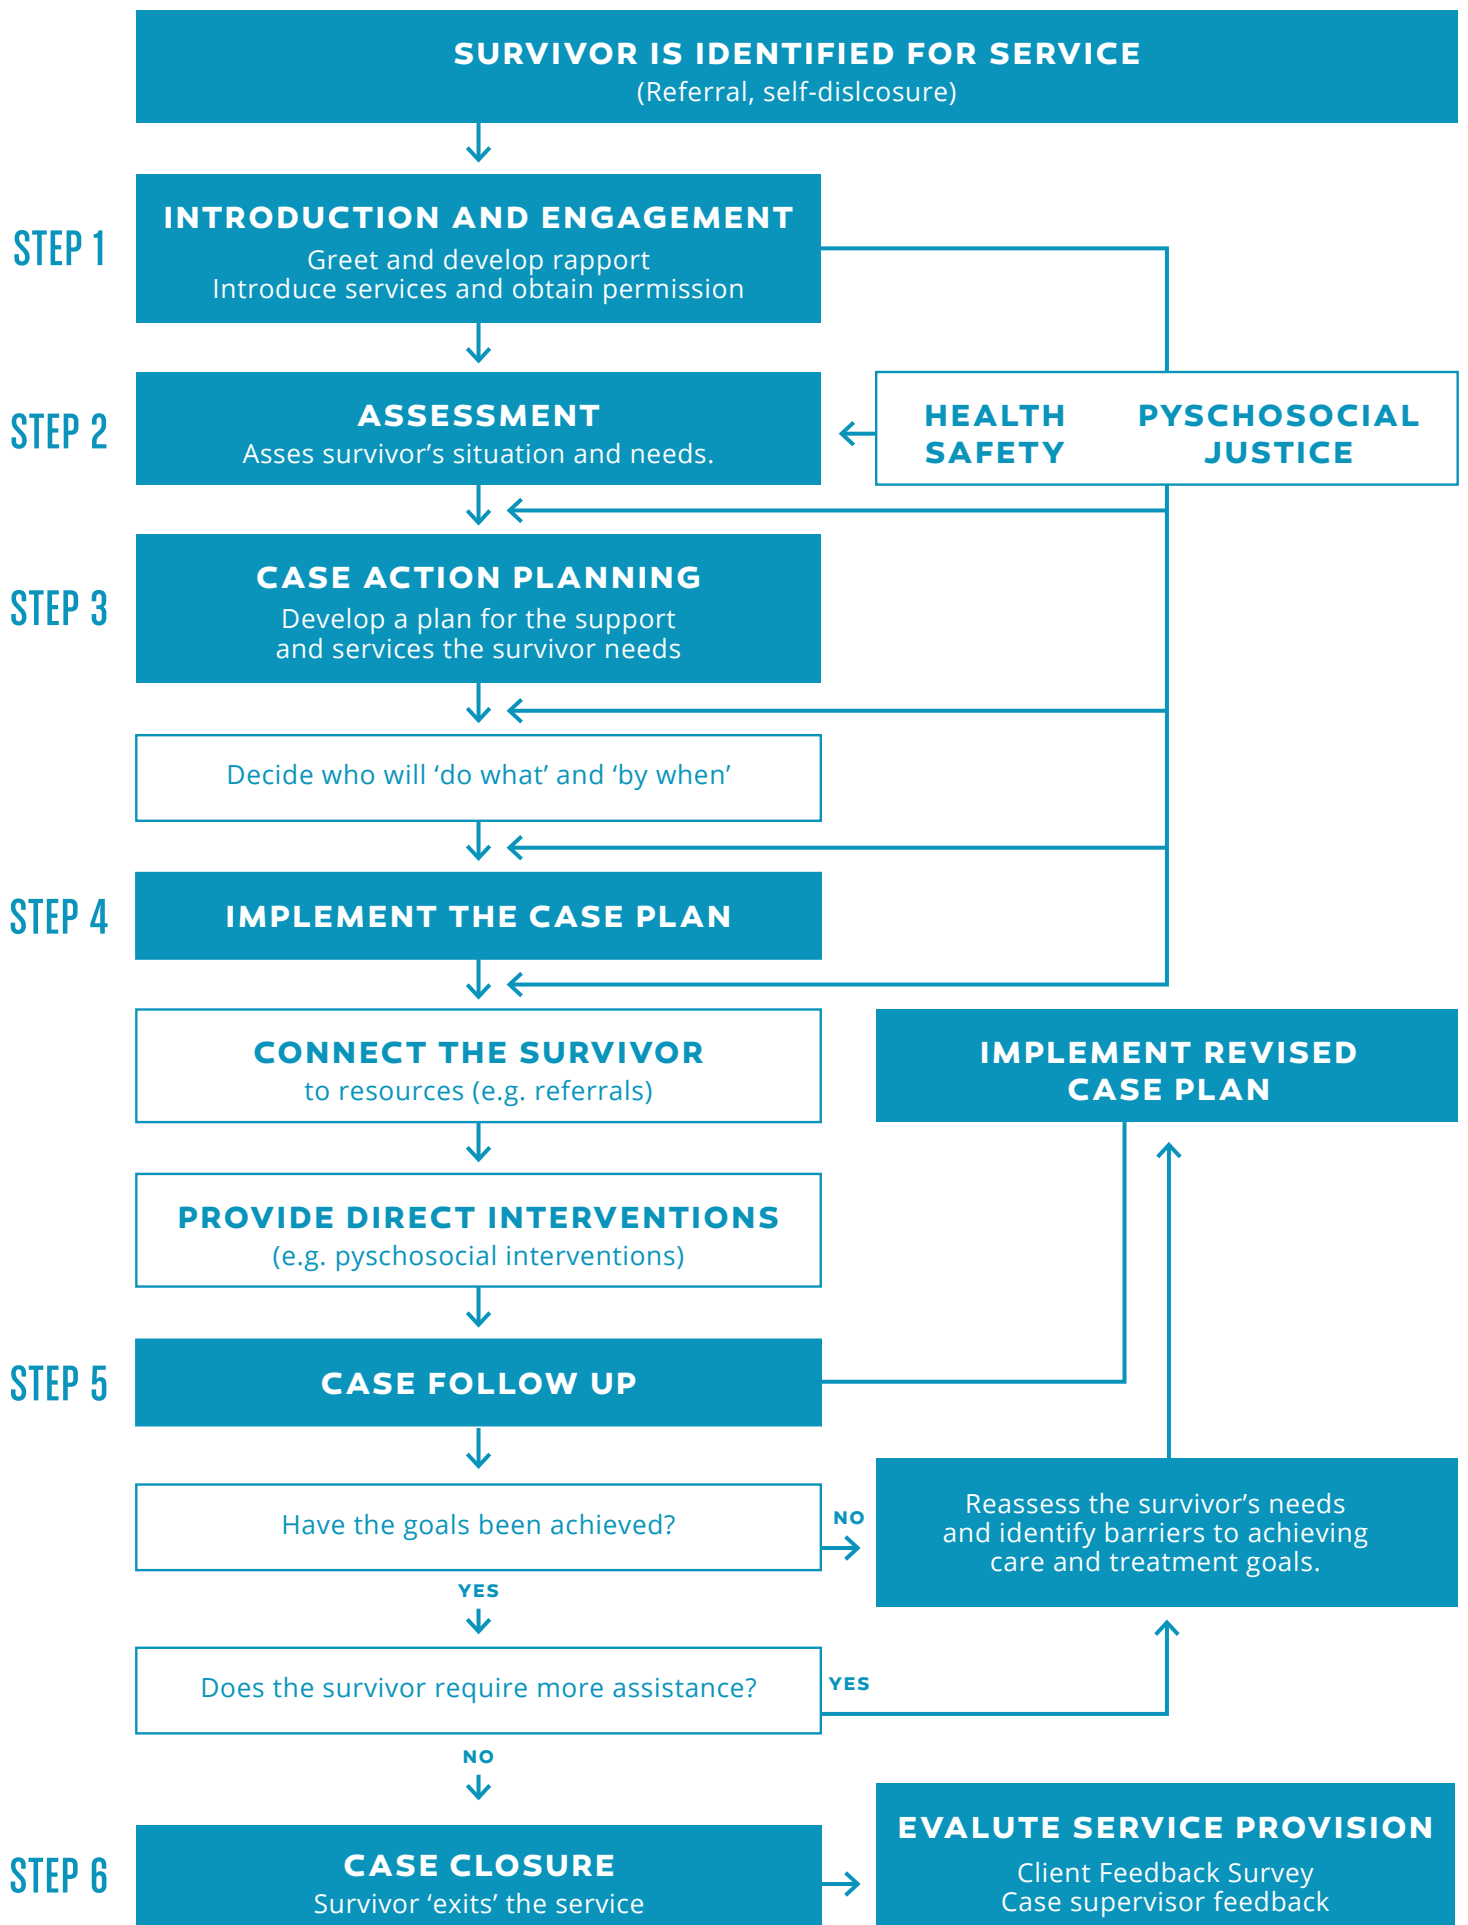 SURVIVOR IS IDENTIFIED FOR SERVICE
(Referral, self-dislcosure)
STEP 1
INTRODUCTION AND ENGAGEMENT
Greet and develop rapport
Introduce services and obtain permission
STEP 2
ASSESSMENT
Asses survivor’s situation and needs.
HEALTH PYSCHOSOCIAL
SAFETY JUSTICE
STEP 3
CASE ACTION PLANNING
Develop a plan for the support
and services the survivor needs
Decide who will ‘do what’ and ‘by when’
STEP 4
IMPLEMENT THE CASE PLAN
CONNECT THE SURVIVOR
to resources (e.g. referrals)
IMPLEMENT REVISED
CASE PLAN
PROVIDE DIRECT INTERVENTIONS
(e.g. pyschosocial interventions)
STEP 5
CASE FOLLOW UP
Have the goals been achieved?
NO
Reassess the survivor’s needs
and identify barriers to achieving
care and treatment goals.
YES
Does the survivor require more assistance?
YES
NO
STEP 6
CASE CLOSURE
Survivor ‘exits’ the service
EVALUTE SERVICE PROVISION
Client Feedback Survey
Case supervisor feedback